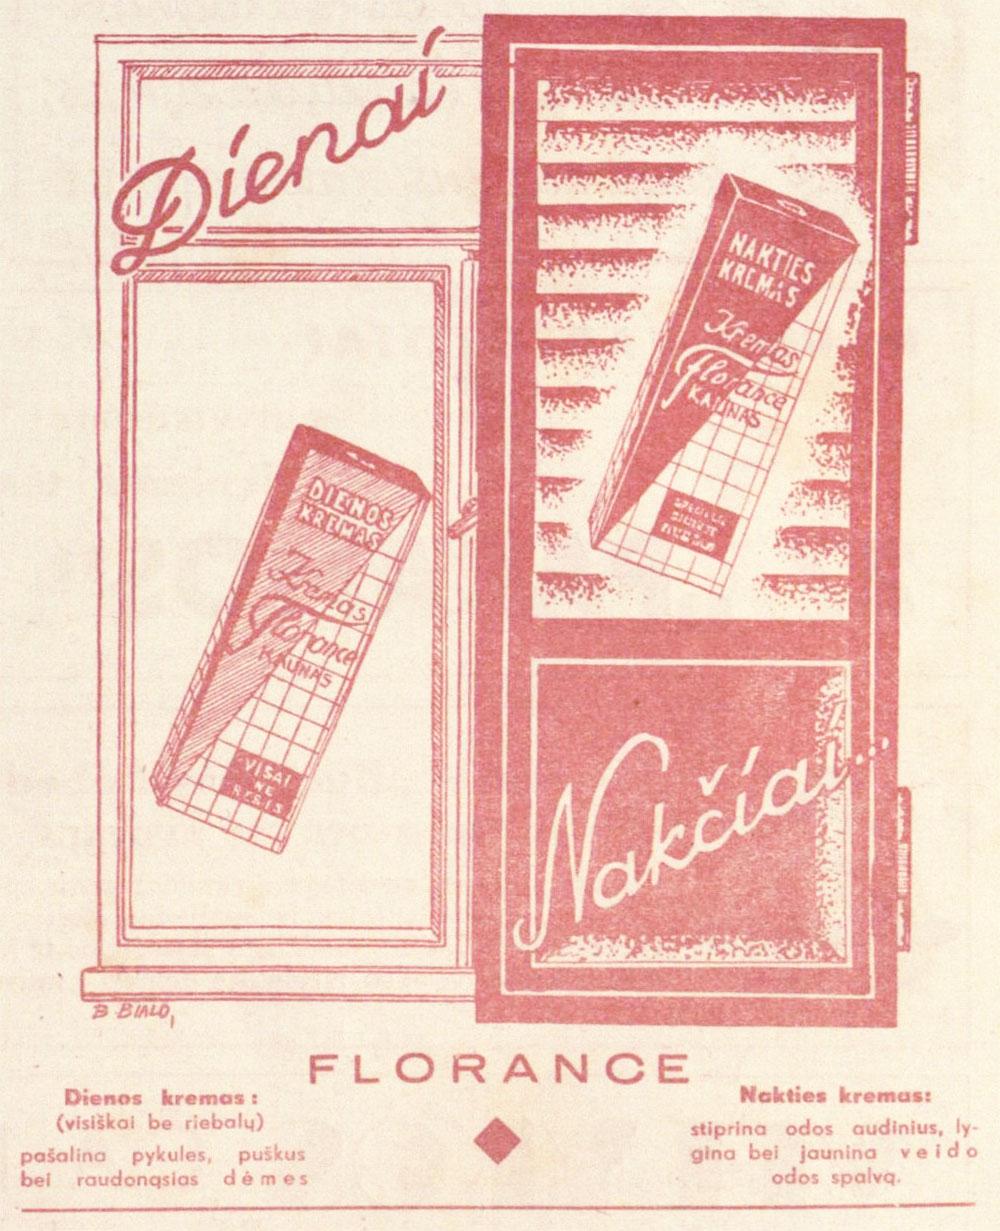 Dienai
NAKTIES
KREMAS
Kremas
Florance
KAUNAS
DIENOS
KREMAS
Kremas
Florance
KAUNAS
VISAI
NE
Nakčiai...
B BIALO,
FLORANCE
Dienos kremas:
(visiškai be riebalų)
pašalina pykules, puškus
bei raudonąsias dėmes
Nakties kremas:
stiprina odos audinius, ly-
gina bei jaunina veido
odos spalvą.